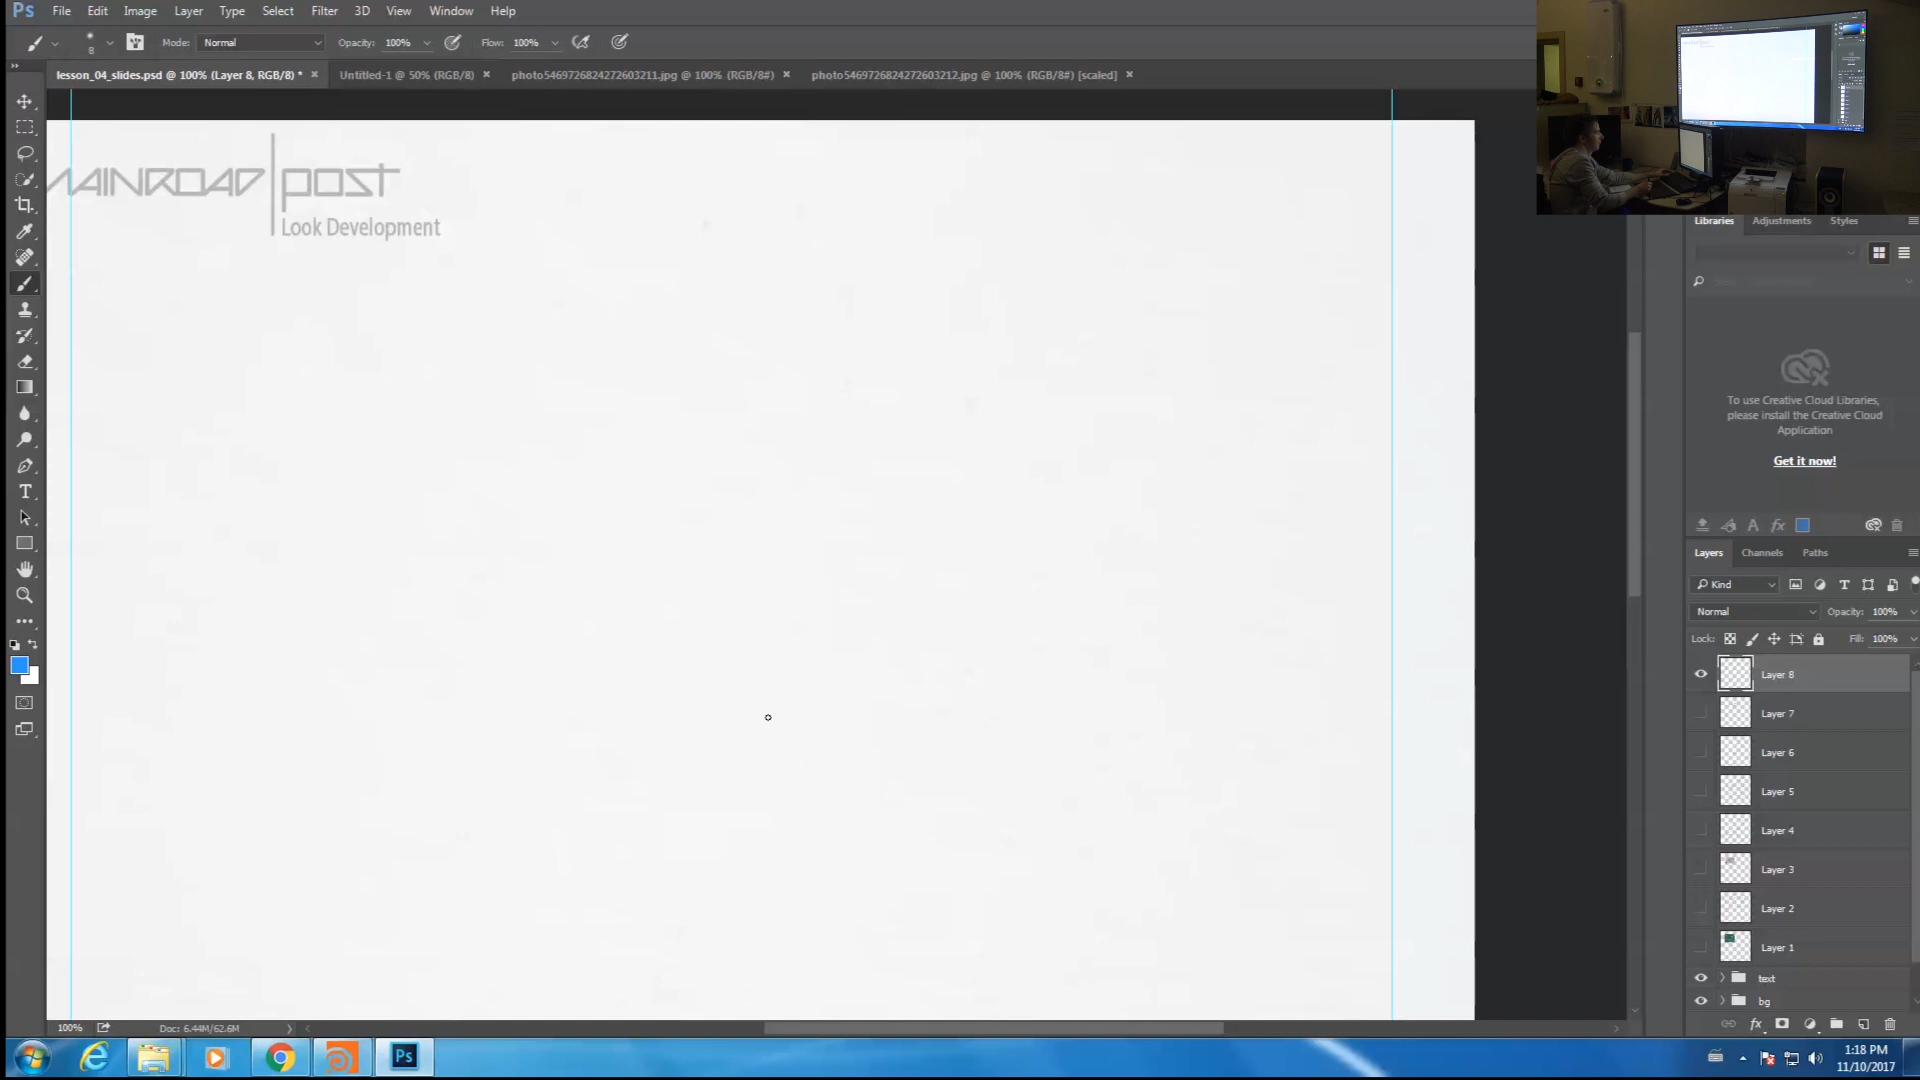 Ps File Edit Image Layer Type Select Filter 3D View Window Help
8 Mode: Normal Opacity: 100% Flow: 100%
lesson_04_slides.psd @ 100% (Layer 8, RGB/8) * Untitled-1 @ 50% (RGB/8) photo5469726824272603211.jpg @ 100% (RGB/8#) photo5469726824272603212.jpg @ 100% (RGB/8#) [scaled]
MAINROAD post
Look Development
Libraries Adjustments Styles
To use Creative Cloud Libraries,
please install the Creative Cloud
Application
Get it now!
Layers Channels Paths
Kind
Normal Opacity: 100%
Lock: Fill: 100%
Layer 8
Layer 7
Layer 6
Layer 5
Layer 4
Layer 3
Layer 2
Layer 1
text
bg
100% Doc: 6.44M/62.6M
Ps
1:18 PM
11/10/2017